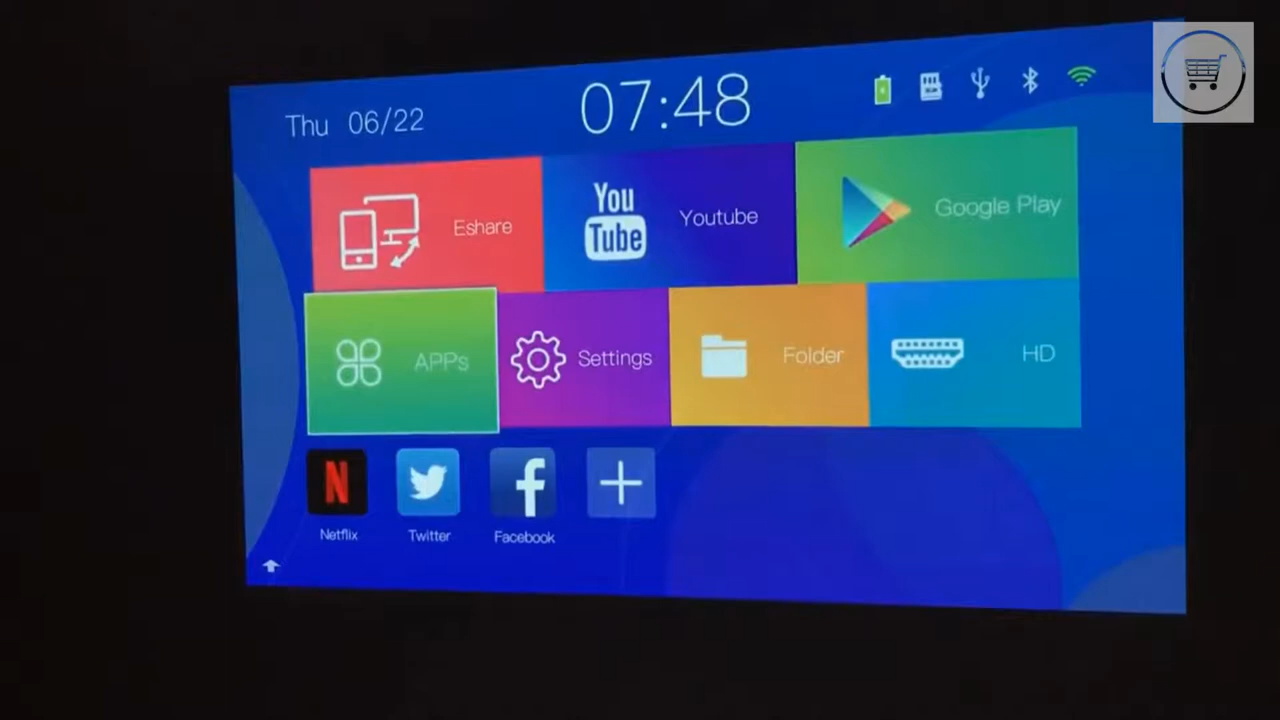 Thu 06/22
07:48
Eshare
You
Tube
Youtube
Google Play
APPs
Settings
Folder
HD
N
f
Netflix
Twitter
Facebook